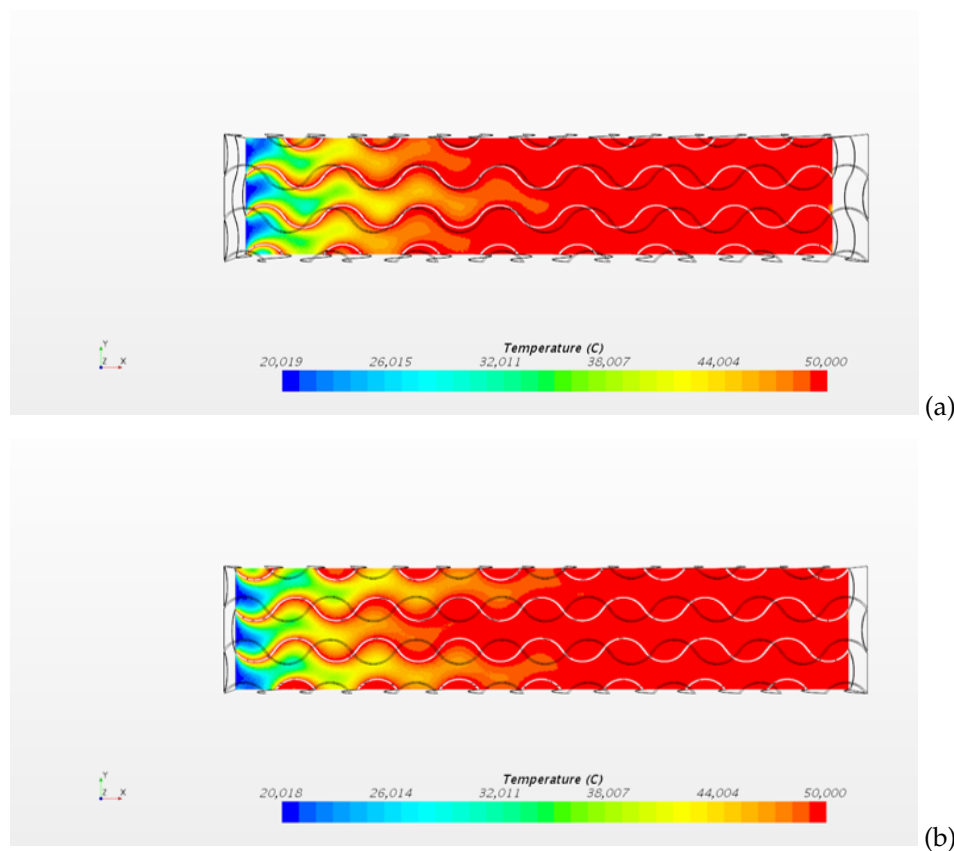 Temperature (C)
20,019 26,015 32,011 38,007 44,004 50,000
Y
Z X
(a)
Temperature (C)
20,018 26,014 32,011 38,007 44,004 50,000
Y
Z X
(b)